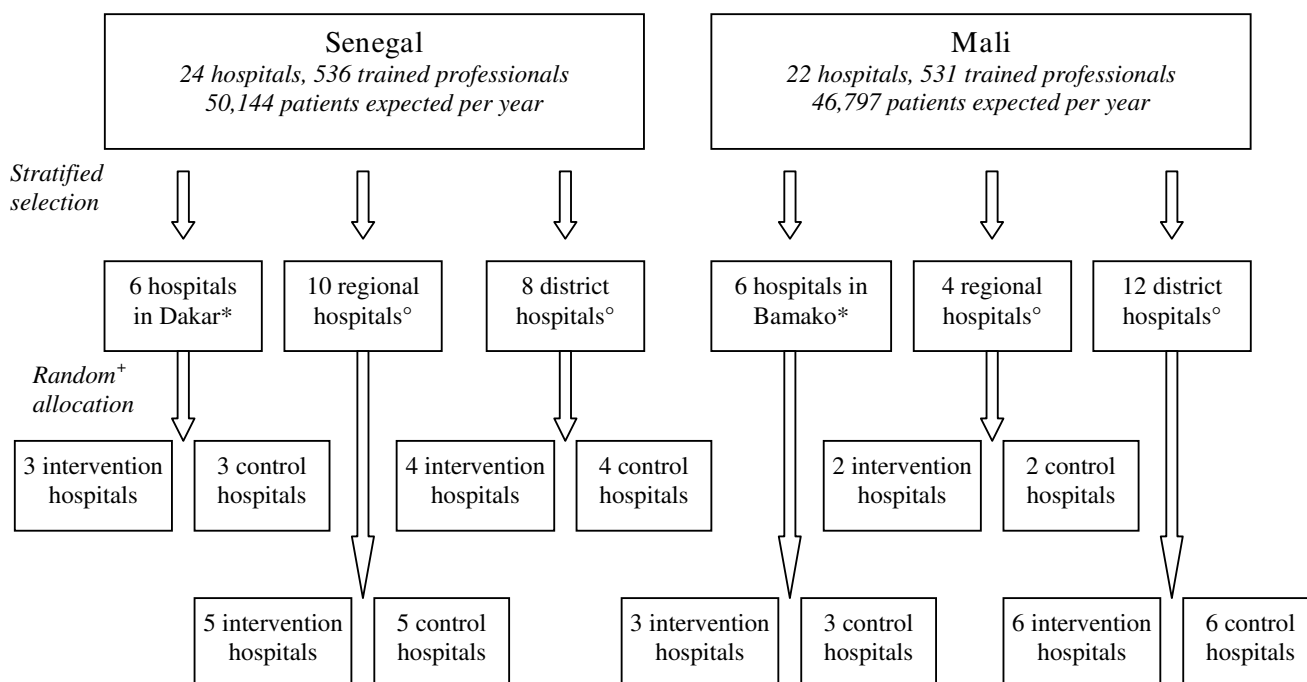 Senegal
24 hospitals, 536 trained professionals
50,144 patients expected per year
Mali
22 hospitals, 531 trained professionals
46,797 patients expected per year
Stratified
selection
6 hospitals
in Dakar*
10 regional
hospitals°
8 district
hospitals°
6 hospitals in
Bamako*
4 regional
hospitals°
12 district
hospitals°
Random⁺
allocation
3 intervention
hospitals
3 control
hospitals
4 intervention
hospitals
4 control
hospitals
2 intervention
hospitals
2 control
hospitals
5 intervention
hospitals
5 control
hospitals
3 intervention
hospitals
3 control
hospitals
6 intervention
hospitals
6 control
hospitals